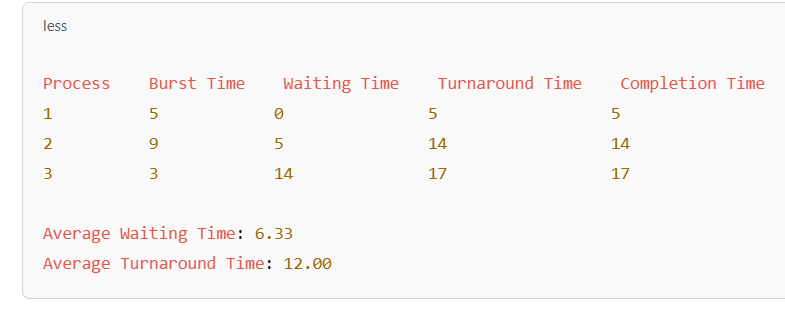 less
Process Burst Time Waiting Time Turnaround Time Completion Time
1 5 0 5 5
2 9 5 14 14
3 3 14 17 17
Average Waiting Time: 6.33
Average Turnaround Time: 12.00